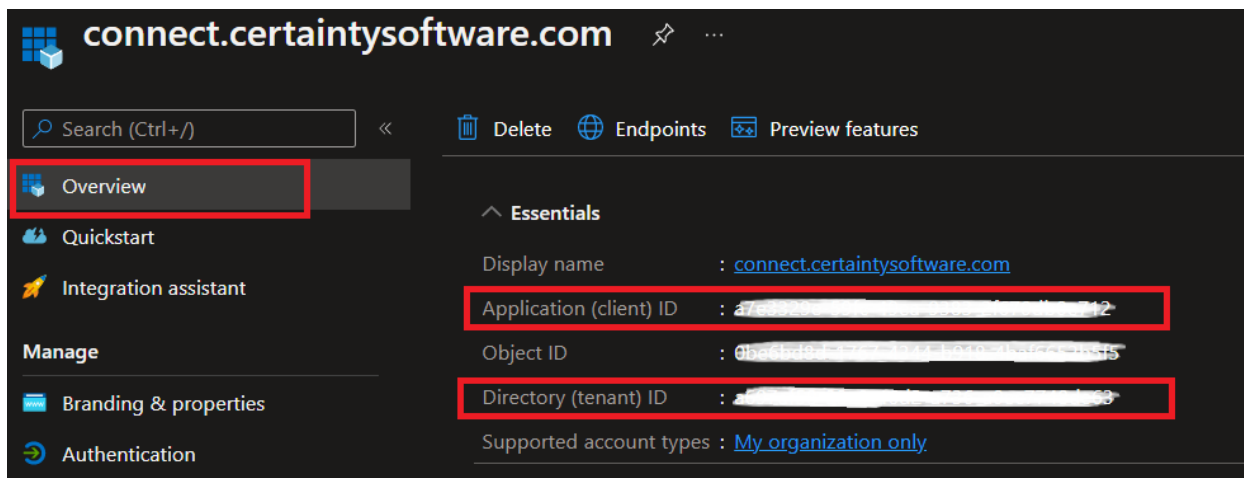 connect.certaintysoftware.com
Search (Ctrl+/)
Delete
Endpoints
Preview features
Overview
Essentials
Quickstart
Display name : connect.certaintysoftware.com
Integration assistant
Application (client) ID :
Manage
Object ID :
Branding & properties
Directory (tenant) ID :
Authentication
Supported account types : My organization only